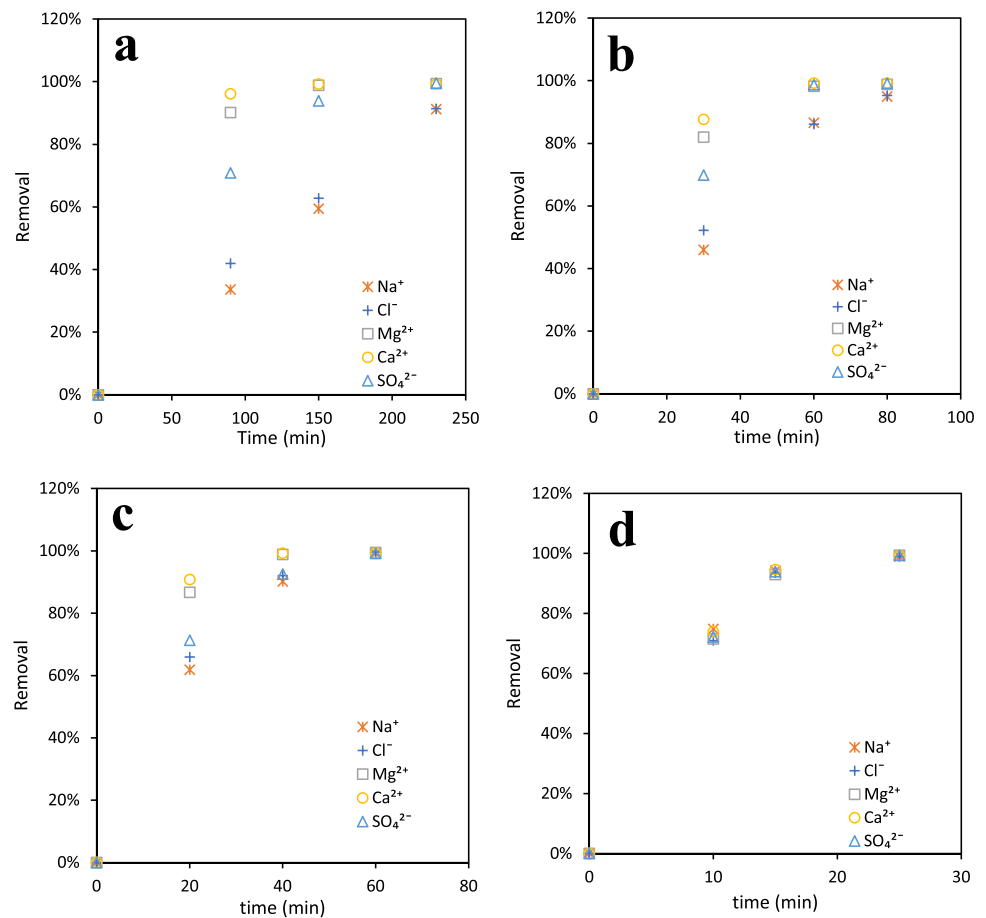 a
120%
100%
80%
60%
40%
20%
0%
Removal
0 50 100 150 200 250
Time (min)
Na⁺
Cl⁻
Mg²⁺
Ca²⁺
SO₄²⁻
b
120%
100%
80%
60%
40%
20%
0%
Removal
0 20 40 60 80 100
time (min)
Na⁺
Cl⁻
Mg²⁺
Ca²⁺
SO₄²⁻
c
120%
100%
80%
60%
40%
20%
0%
Removal
0 20 40 60 80
time (min)
Na⁺
Cl⁻
Mg²⁺
Ca²⁺
SO₄²⁻
d
120%
100%
80%
60%
40%
20%
0%
Removal
0 10 20 30
time (min)
Na⁺
Cl⁻
Mg²⁺
Ca²⁺
SO₄²⁻